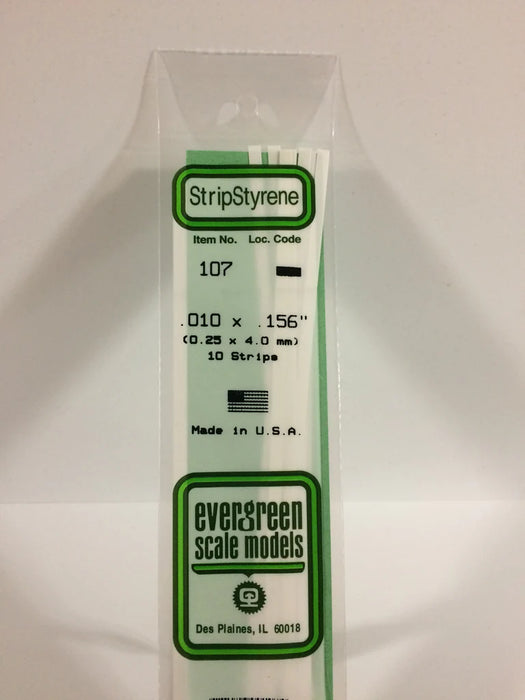 StripStyrene
Item No. Loc. Code
107
.010 x .156"
(0.25 x 4.0 mm)
10 Strips
Made in U.S.A.
evergreen
scale models
Des Plaines, IL 60018